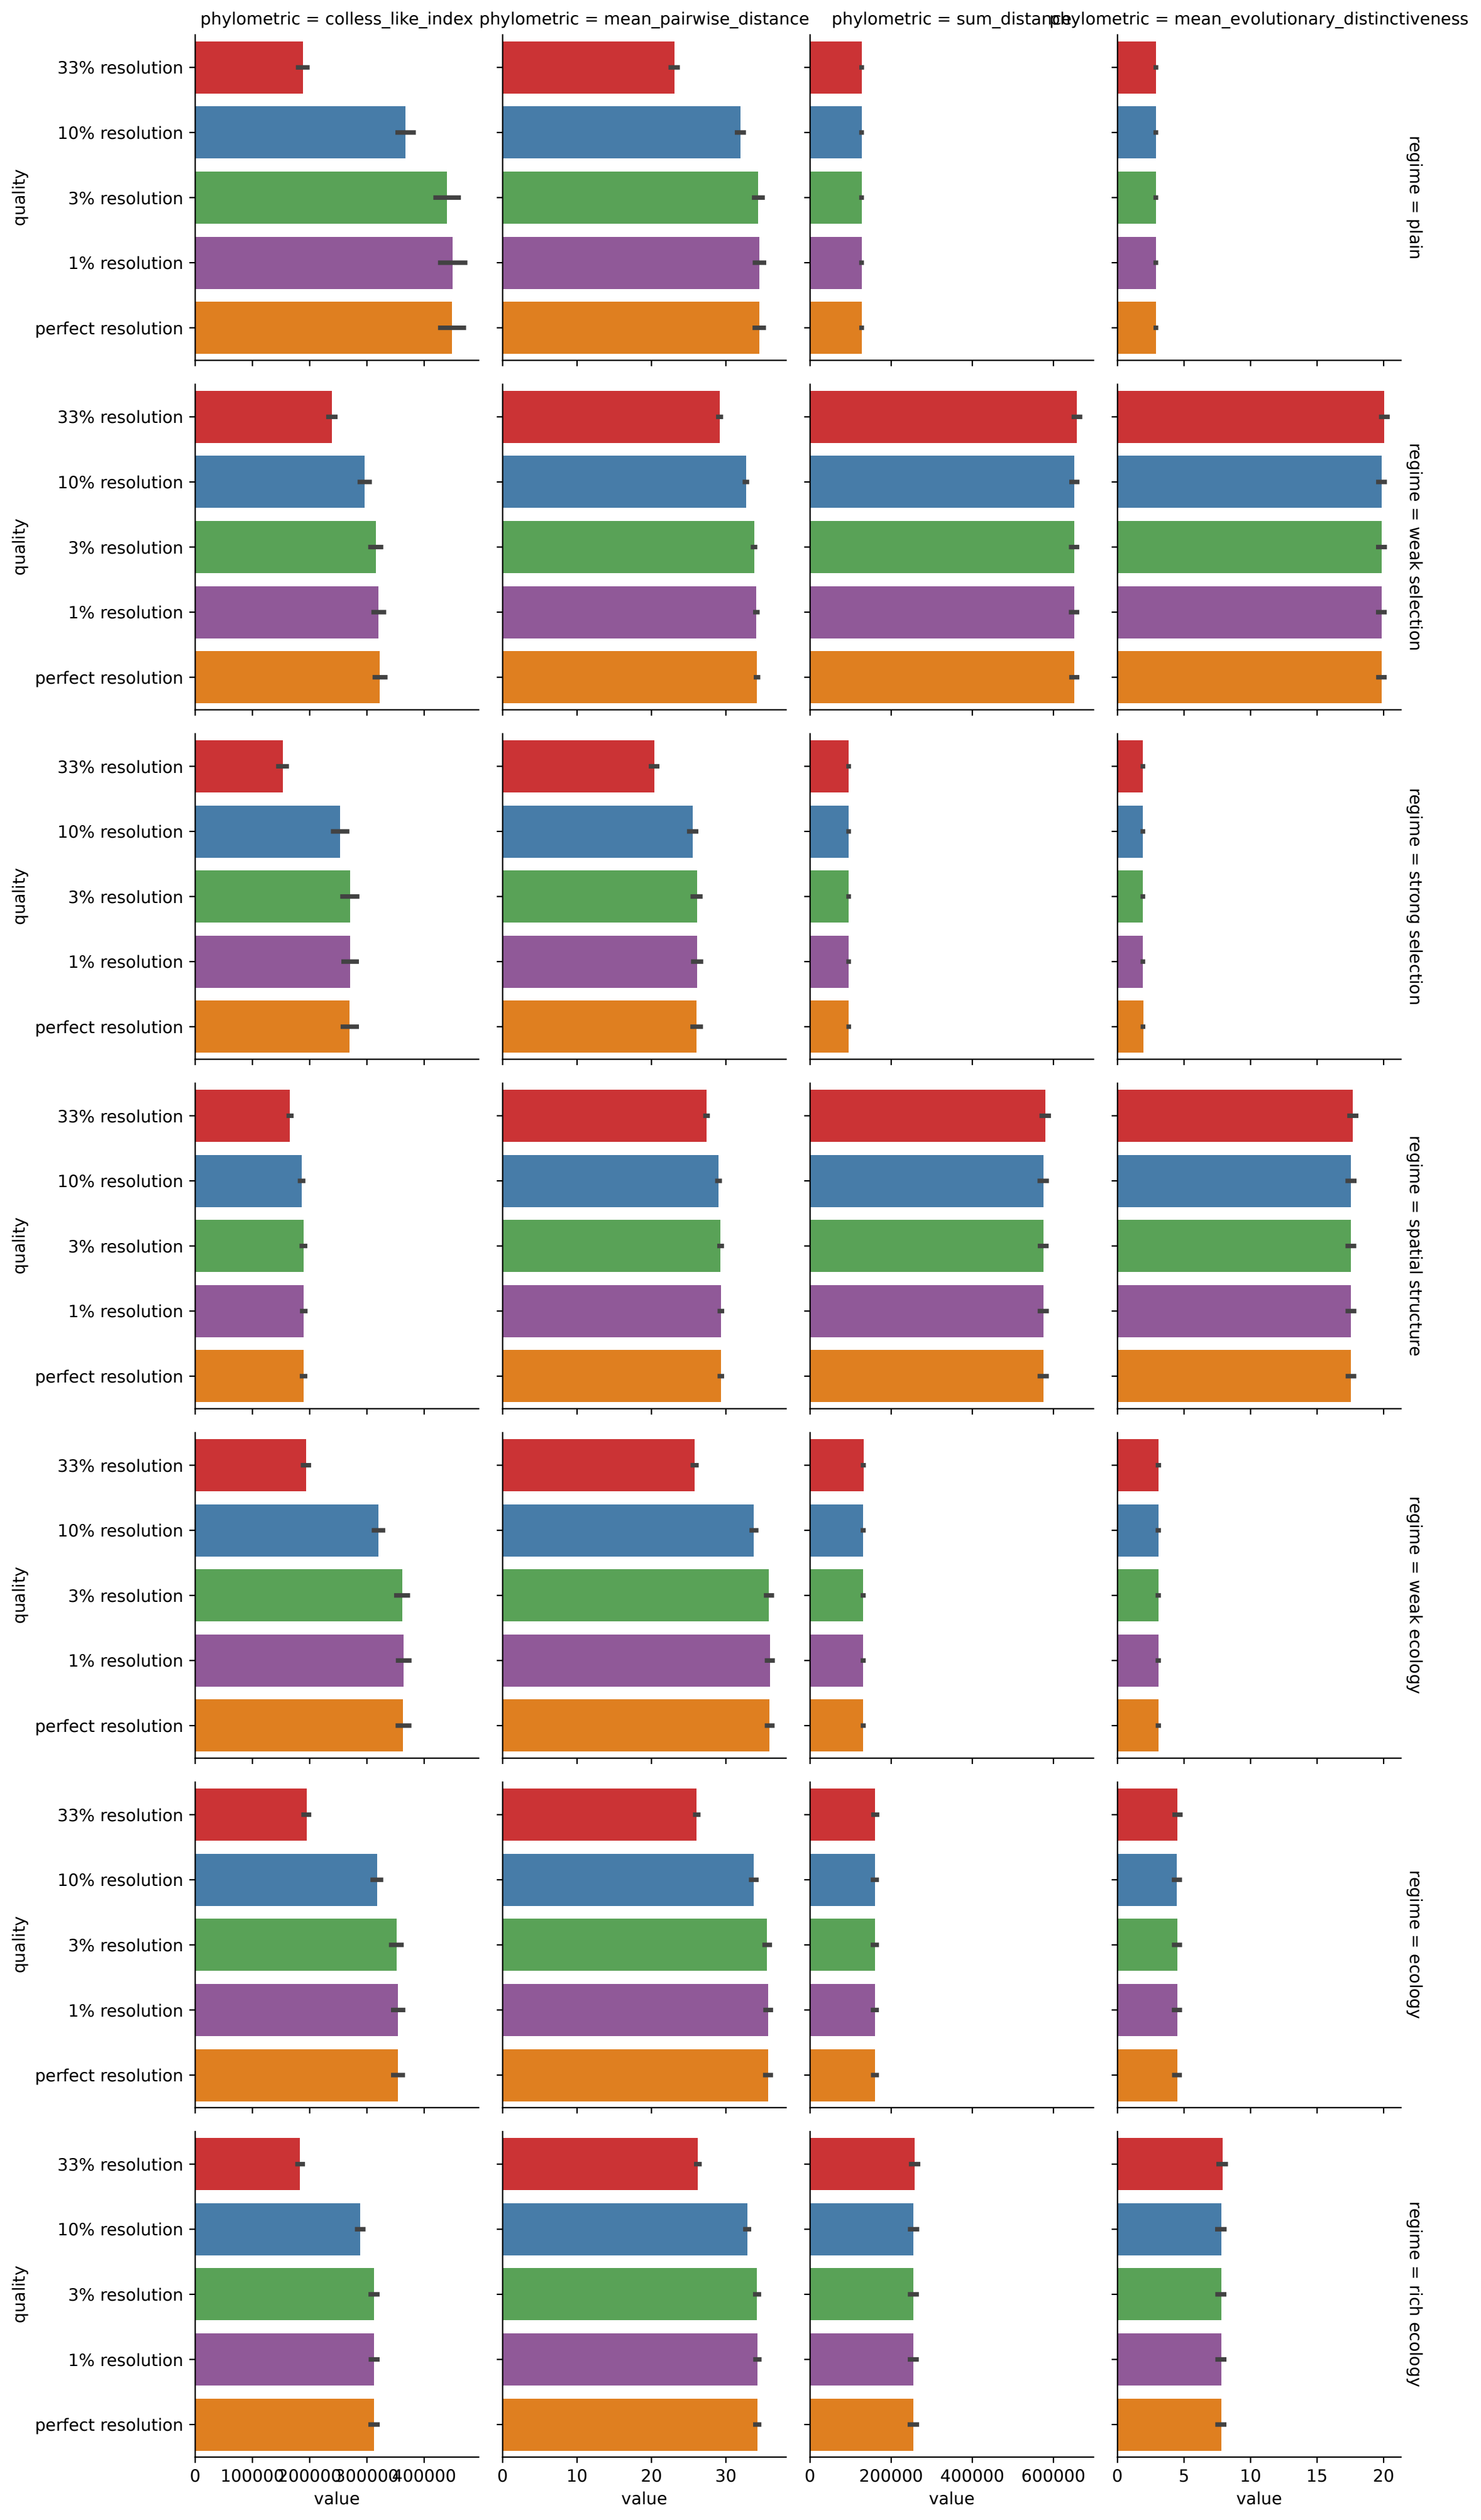 phylometric = colless_like_index
phylometric = mean_pairwise_distance
phylometric = sum_distance
phylometric = mean_evolutionary_distinctiveness
33% resolution
10% resolution
3% resolution
1% resolution
perfect resolution
quality
regime = plain
33% resolution
10% resolution
3% resolution
1% resolution
perfect resolution
quality
regime = weak selection
33% resolution
10% resolution
3% resolution
1% resolution
perfect resolution
quality
regime = strong selection
33% resolution
10% resolution
3% resolution
1% resolution
perfect resolution
quality
regime = spatial structure
33% resolution
10% resolution
3% resolution
1% resolution
perfect resolution
quality
regime = weak ecology
33% resolution
10% resolution
3% resolution
1% resolution
perfect resolution
quality
regime = ecology
33% resolution
10% resolution
3% resolution
1% resolution
perfect resolution
quality
regime = rich ecology
0 100000 200000 300000 400000
0 10 20 30
0 200000 400000 600000
0 5 10 15 20
value
value
value
value